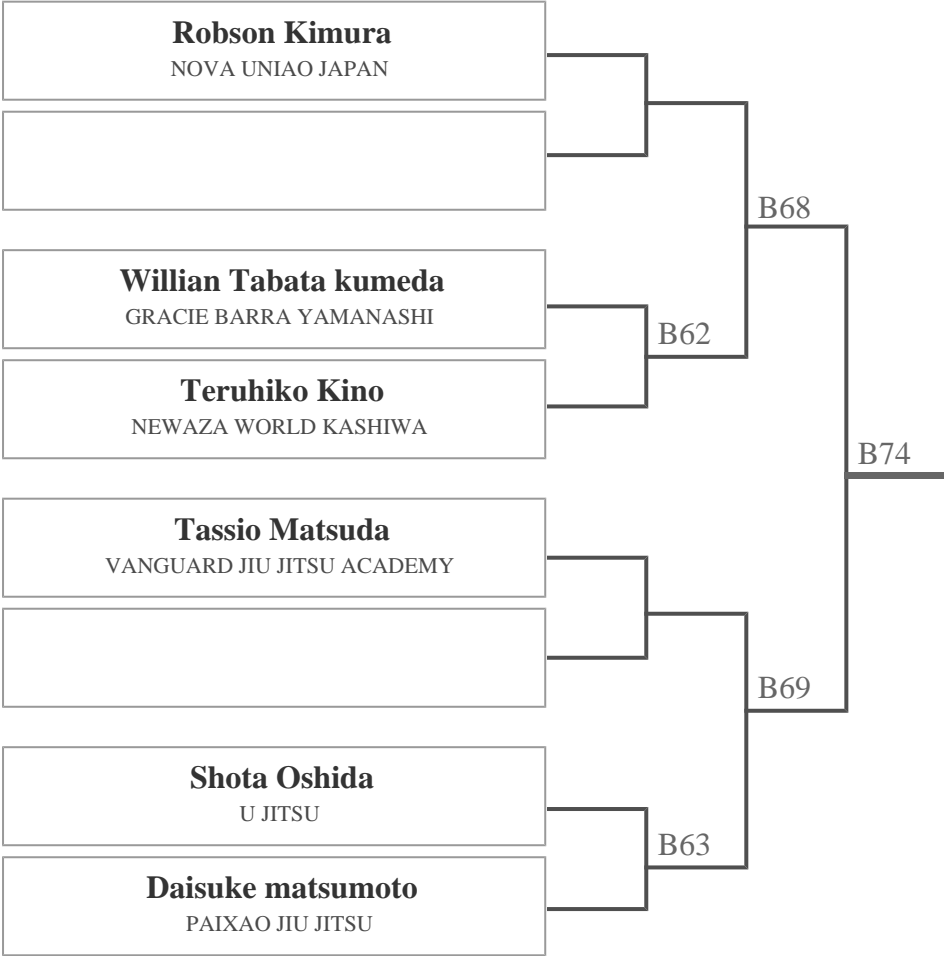 Robson Kimura
NOVA UNIAO JAPAN
B68
Willian Tabata kumeda
GRACIE BARRA YAMANASHI
B62
Teruhiko Kino
NEWAZA WORLD KASHIWA
B74
Tassio Matsuda
VANGUARD JIU JITSU ACADEMY
B69
Shota Oshida
U JITSU
B63
Daisuke matsumoto
PAIXAO JIU JITSU